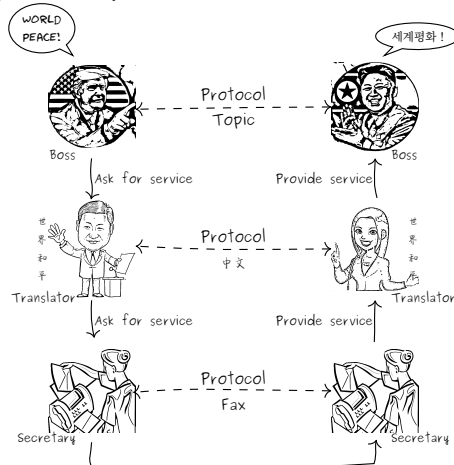 WORLD
PEACE!
세계평화 !
Protocol
Topic
Boss
Boss
Ask for service
Provide service
世
界
和
平
世
界
和
平
Protocol
中文
Translator
Translator
Ask for service
Provide service
Protocol
Fax
Secretary
Secretary